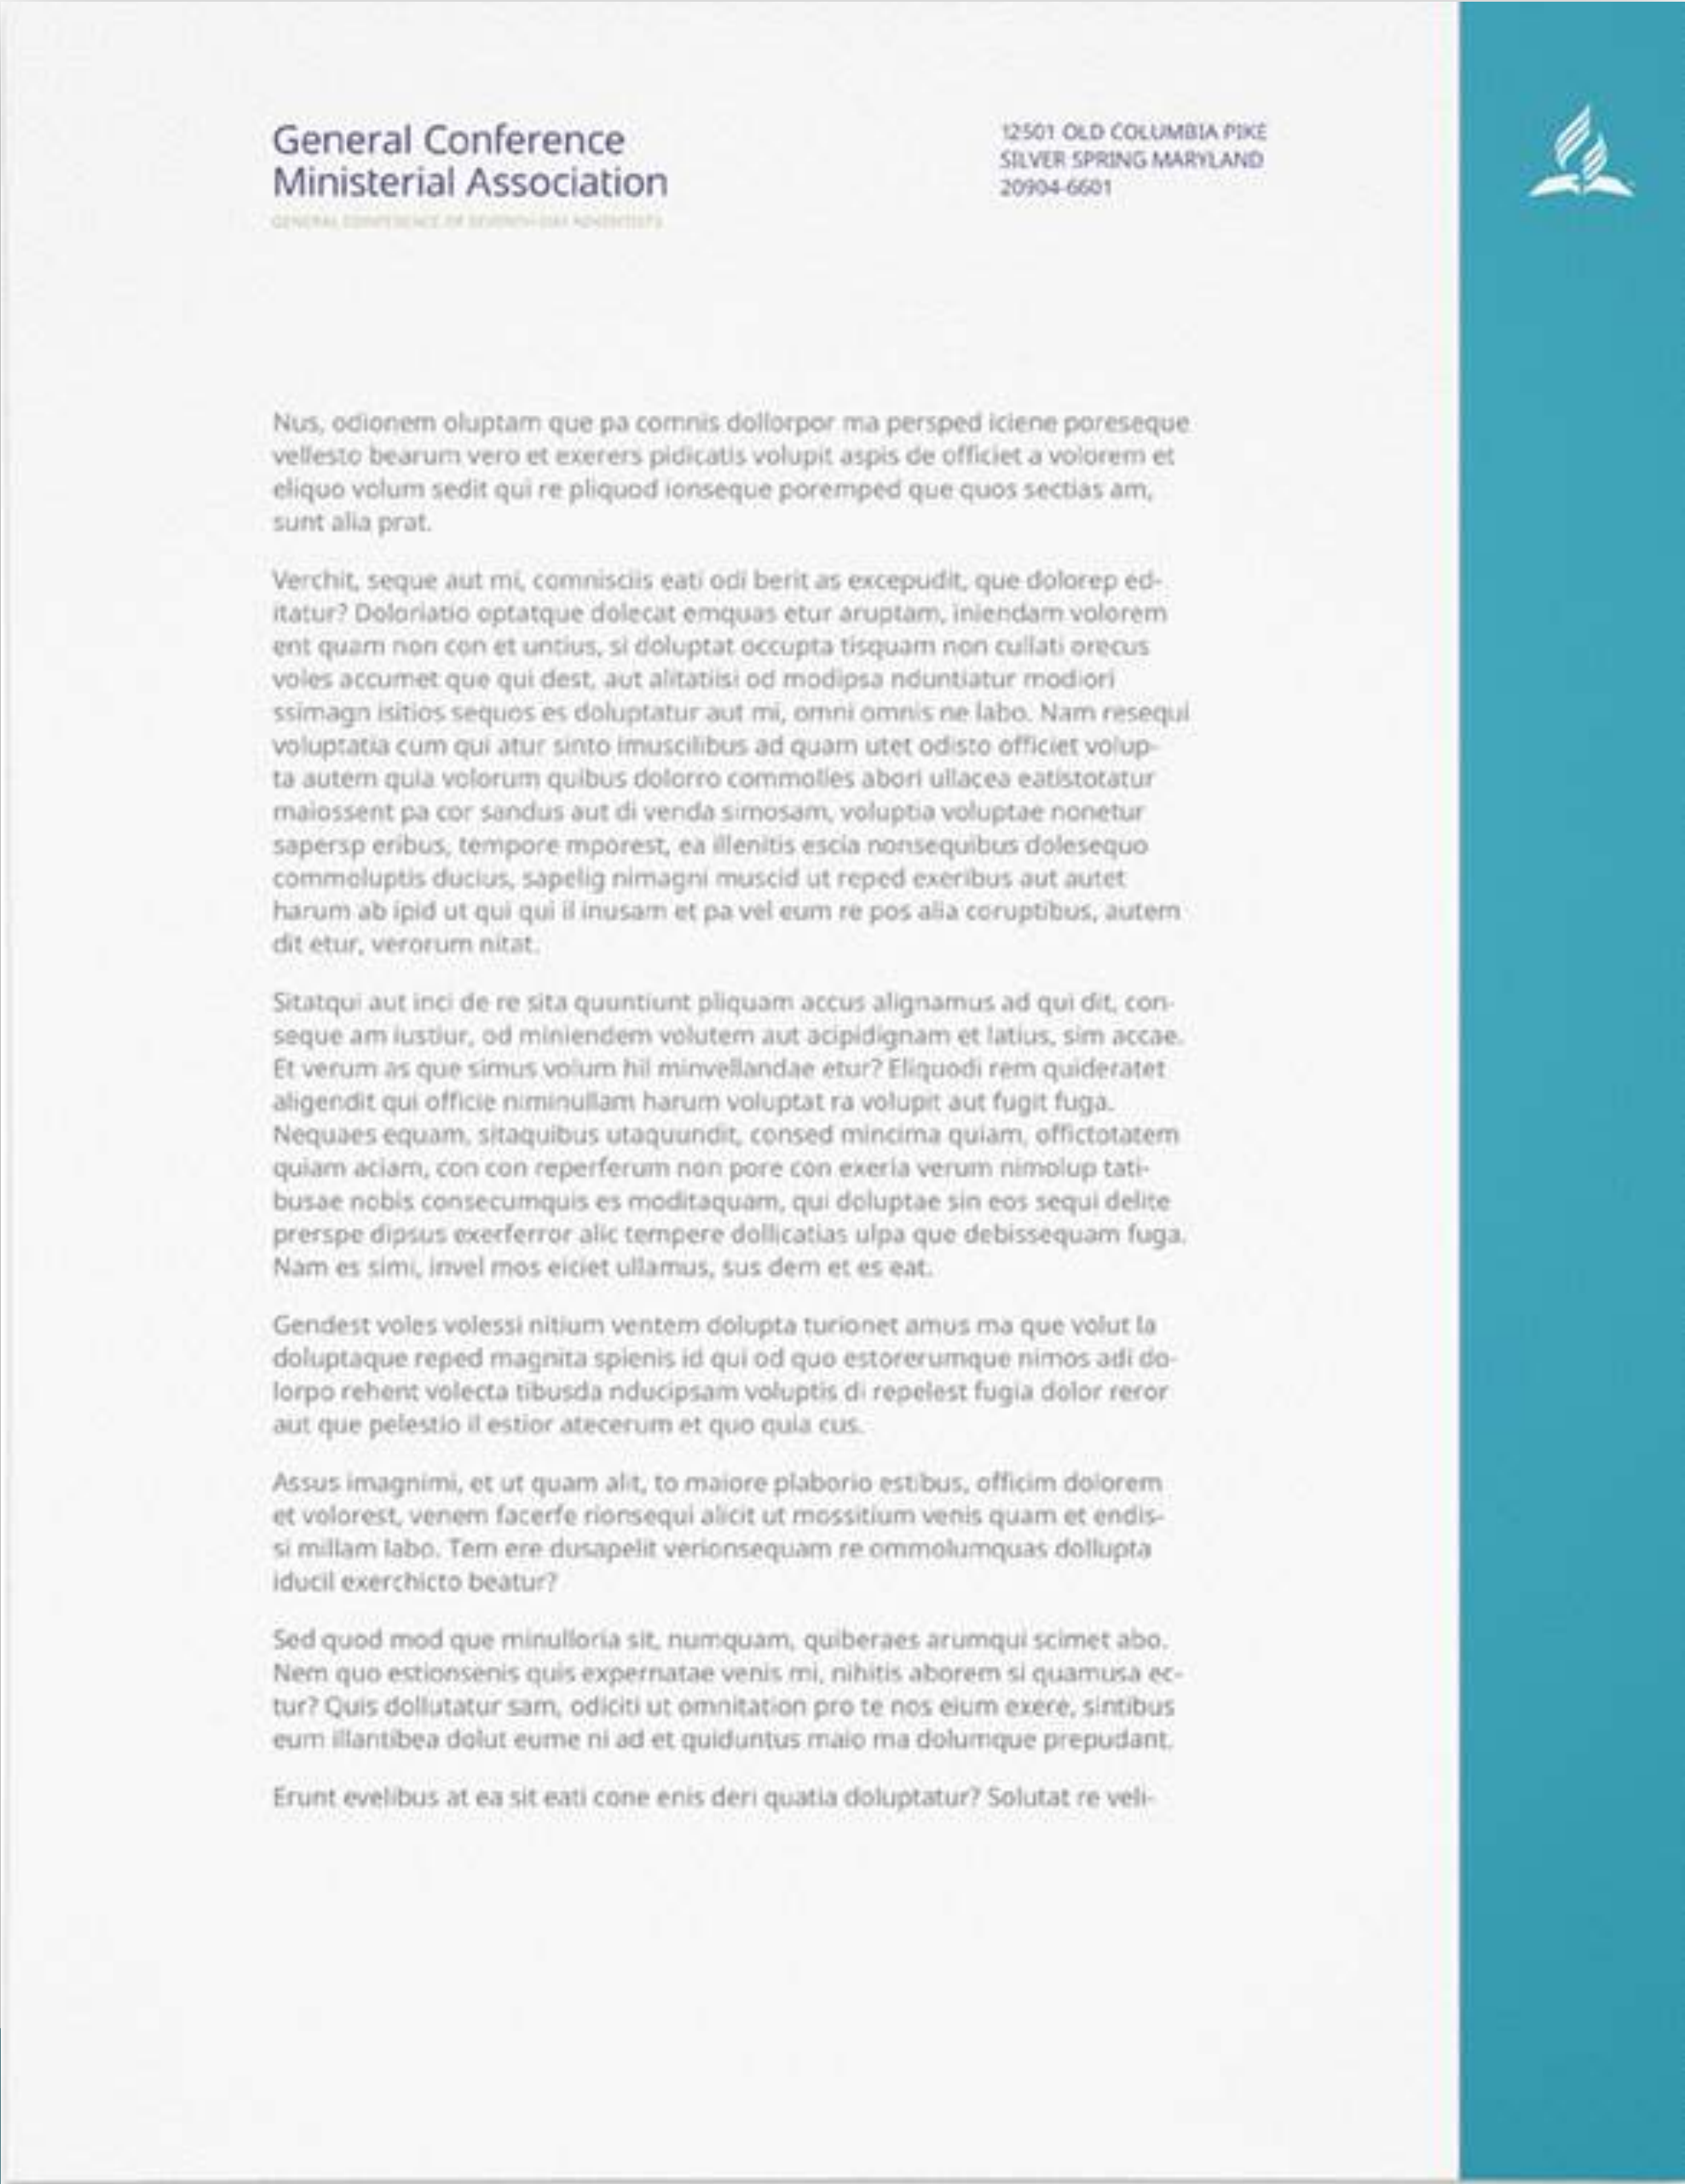 General Conference
Ministerial Association
GENERAL CONFERENCE OF SEVENTH-DAY ADVENTISTS
12501 OLD COLUMBIA PIKE
SILVER SPRING MARYLAND
20904-6601
Nus, odionem oluptam que pa comnis dollorpor ma persped iciene poreseque
vellesto bearum vero et exerers pidicatis volupit aspis de officiet a volorem et
eliquo volum sedit qui re pliquod ionseque poremped que quos sectias am,
sunt alia prat.
Verchit, seque aut mi, comnisciis eati odi berit as excepudit, que dolorep ed-
itatur? Doloriatio optatque dolecat emquas etur aruptam, iniendam volorem
ent quam non con et untius, si doluptat occupta tisquam non cullati orecus
voles accumet que qui dest, aut alitatiisi od modipsa nduntiatur modiori
ssimagn isitios sequos es doluptatur aut mi, omni omnis ne labo. Nam resequi
voluptatia cum qui atur sinto imuscilibus ad quam utet odisto officiet volup-
ta autem quia volorum quibus dolorro commolles abori ullacea eatistotatur
maiossent pa cor sandus aut di venda simosam, voluptia voluptae nonetur
sapersp eribus, tempore mporest, ea illenitis escia nonsequibus dolesequo
commoluptis ducius, sapelig nimagni muscid ut reped exeribus aut autet
harum ab ipid ut qui qui il inusam et pa vel eum re pos alia coruptibus, autem
dit etur, verorum nitat.
Sitatqui aut inci de re sita quuntiunt pliquam accus alignamus ad qui dit, con-
seque am iustiur, od miniendem volutem aut acipidignam et latius, sim accae.
Et verum as que simus volum hil minvellandae etur? Eliquodi rem quideratet
aligendit qui officie niminullam harum voluptat ra volupit aut fugit fuga.
Nequaes equam, sitaquibus utaquundit, consed mincima quiam, offictotatem
quiam aciam, con con reperferum non pore con exeria verum nimolup tati-
busae nobis consecumquis es moditaquam, qui doluptae sin eos sequi delite
prerspe dipsus exerferror alic tempere dollicatias ulpa que debissequam fuga.
Nam es simi, invel mos eiciet ullamus, sus dem et es eat.
Gendest voles volessi nitium ventem dolupta turionet amus ma que volut la
doluptaque reped magnita spienis id qui od quo estorerumque nimos adi do-
lorpo rehent volecta tibusda nducipsam voluptis di repelest fugia dolor reror
aut que pelestio il estior atecerum et quo quia cus.
Assus imagnimi, et ut quam alit, to maiore plaborio estibus, officim dolorem
et volorest, venem facerfe rionsequi alicit ut mossitium venis quam et endis-
si millam labo. Tem ere dusapelit verionsequam re ommolumquas dollupta
iducil exerchicto beatur?
Sed quod mod que minulloria sit, numquam, quiberaes arumqui scimet abo.
Nem quo estionsenis quis expernatae venis mi, nihitis aborem si quamusa ec-
tur? Quis dollutatur sam, odiciti ut omnitation pro te nos eium exere, sintibus
eum illantibea dolut eume ni ad et quiduntus maio ma dolumque prepudant.
Erunt evelibus at ea sit eati cone enis deri quatia doluptatur? Solutat re veli-